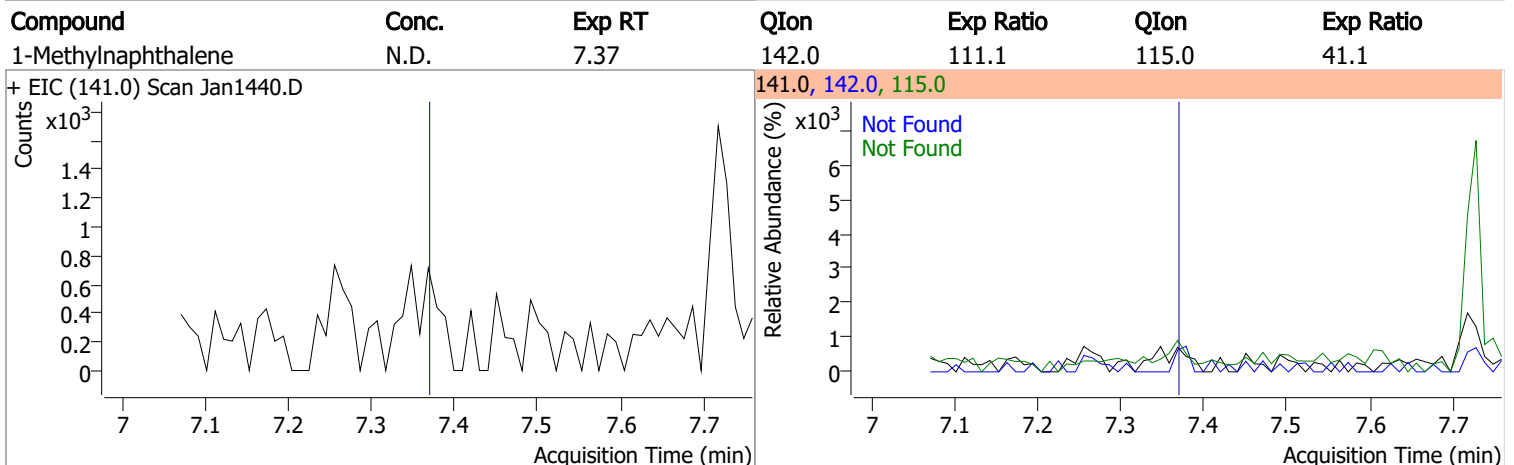 Compound Conc. Exp RT QIon Exp Ratio QIon Exp Ratio
1-Methylnaphthalene N.D. 7.37 142.0 111.1 115.0 41.1
+ EIC (141.0) Scan Jan1440.D
Counts
x10³
1.4
1.2
1
0.8
0.6
0.4
0.2
0
7 7.1 7.2 7.3 7.4 7.5 7.6 7.7
Acquisition Time (min)
141.0, 142.0, 115.0
Relative Abundance (%)
x10³
Not Found
Not Found
6
5
4
3
2
1
0
7 7.1 7.2 7.3 7.4 7.5 7.6 7.7
Acquisition Time (min)